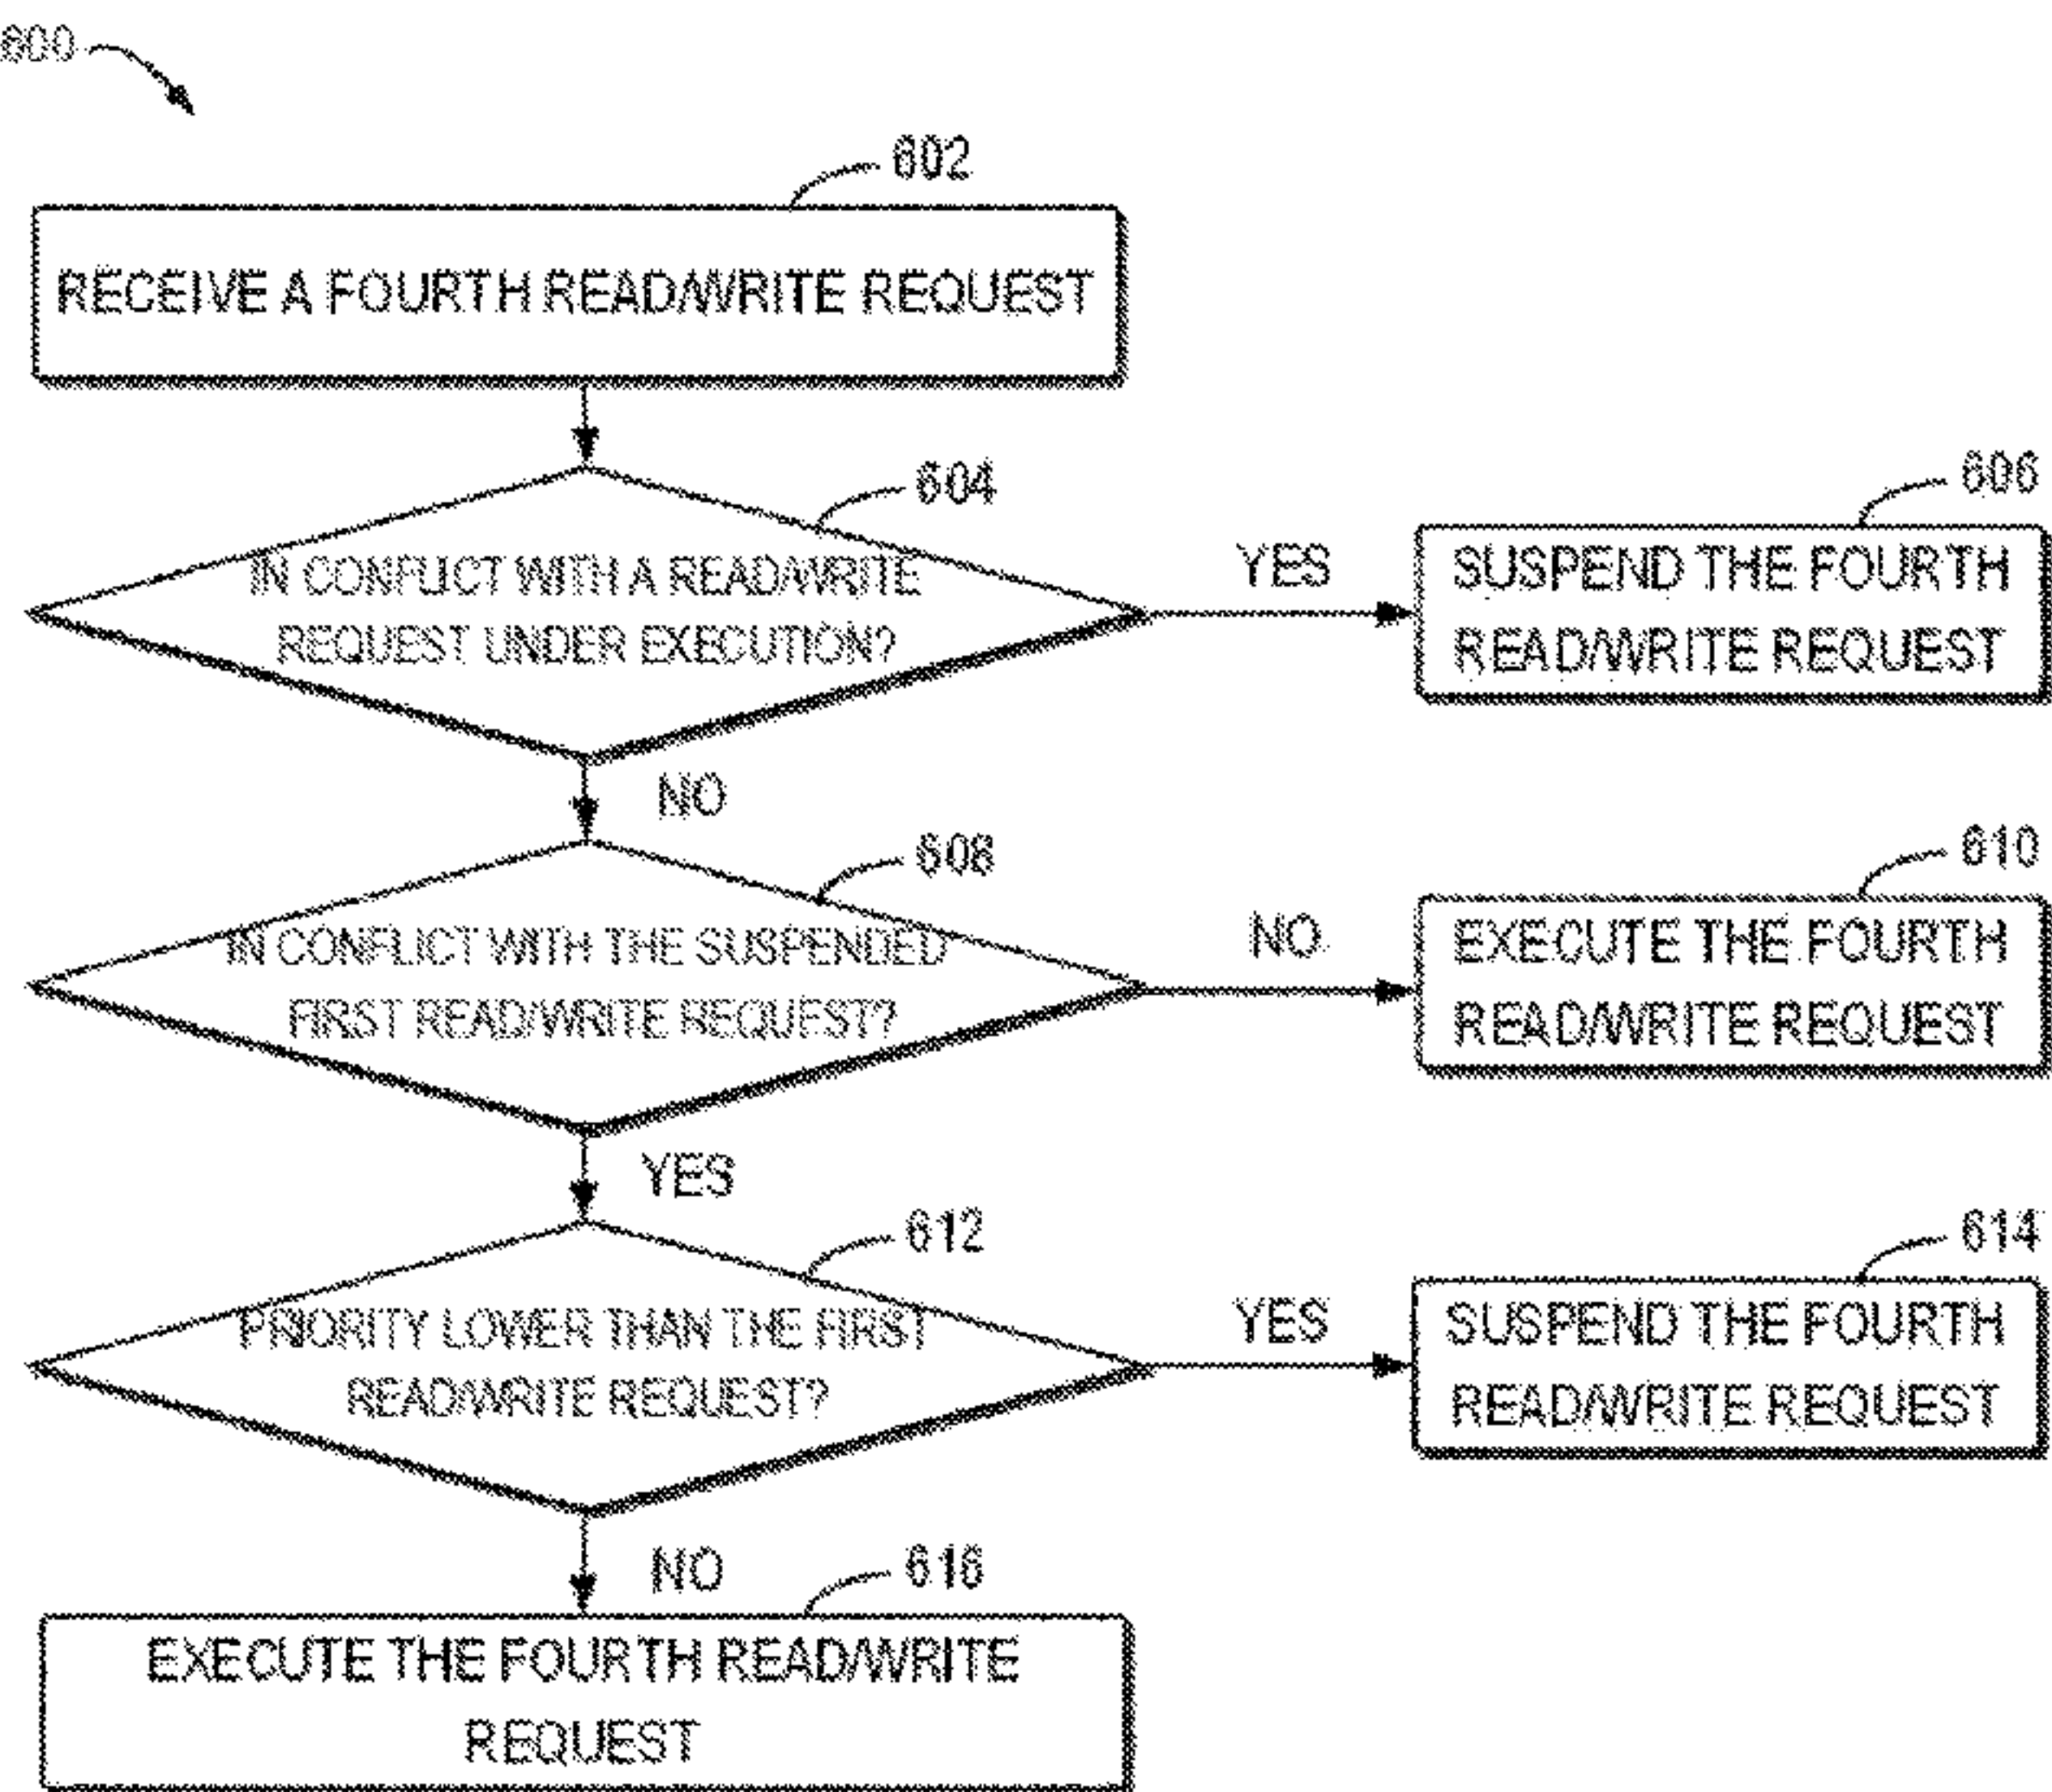 600
602
RECEIVE A FOURTH READ/WRITE REQUEST
604
IN CONFLICT WITH A READ/WRITE
REQUEST UNDER EXECUTION?
YES
606
SUSPEND THE FOURTH
READ/WRITE REQUEST
NO
608
IN CONFLICT WITH THE SUSPENDED
FIRST READ/WRITE REQUEST?
NO
610
EXECUTE THE FOURTH
READ/WRITE REQUEST
YES
612
PRIORITY LOWER THAN THE FIRST
READ/WRITE REQUEST?
YES
614
SUSPEND THE FOURTH
READ/WRITE REQUEST
NO
616
EXECUTE THE FOURTH READ/WRITE
REQUEST